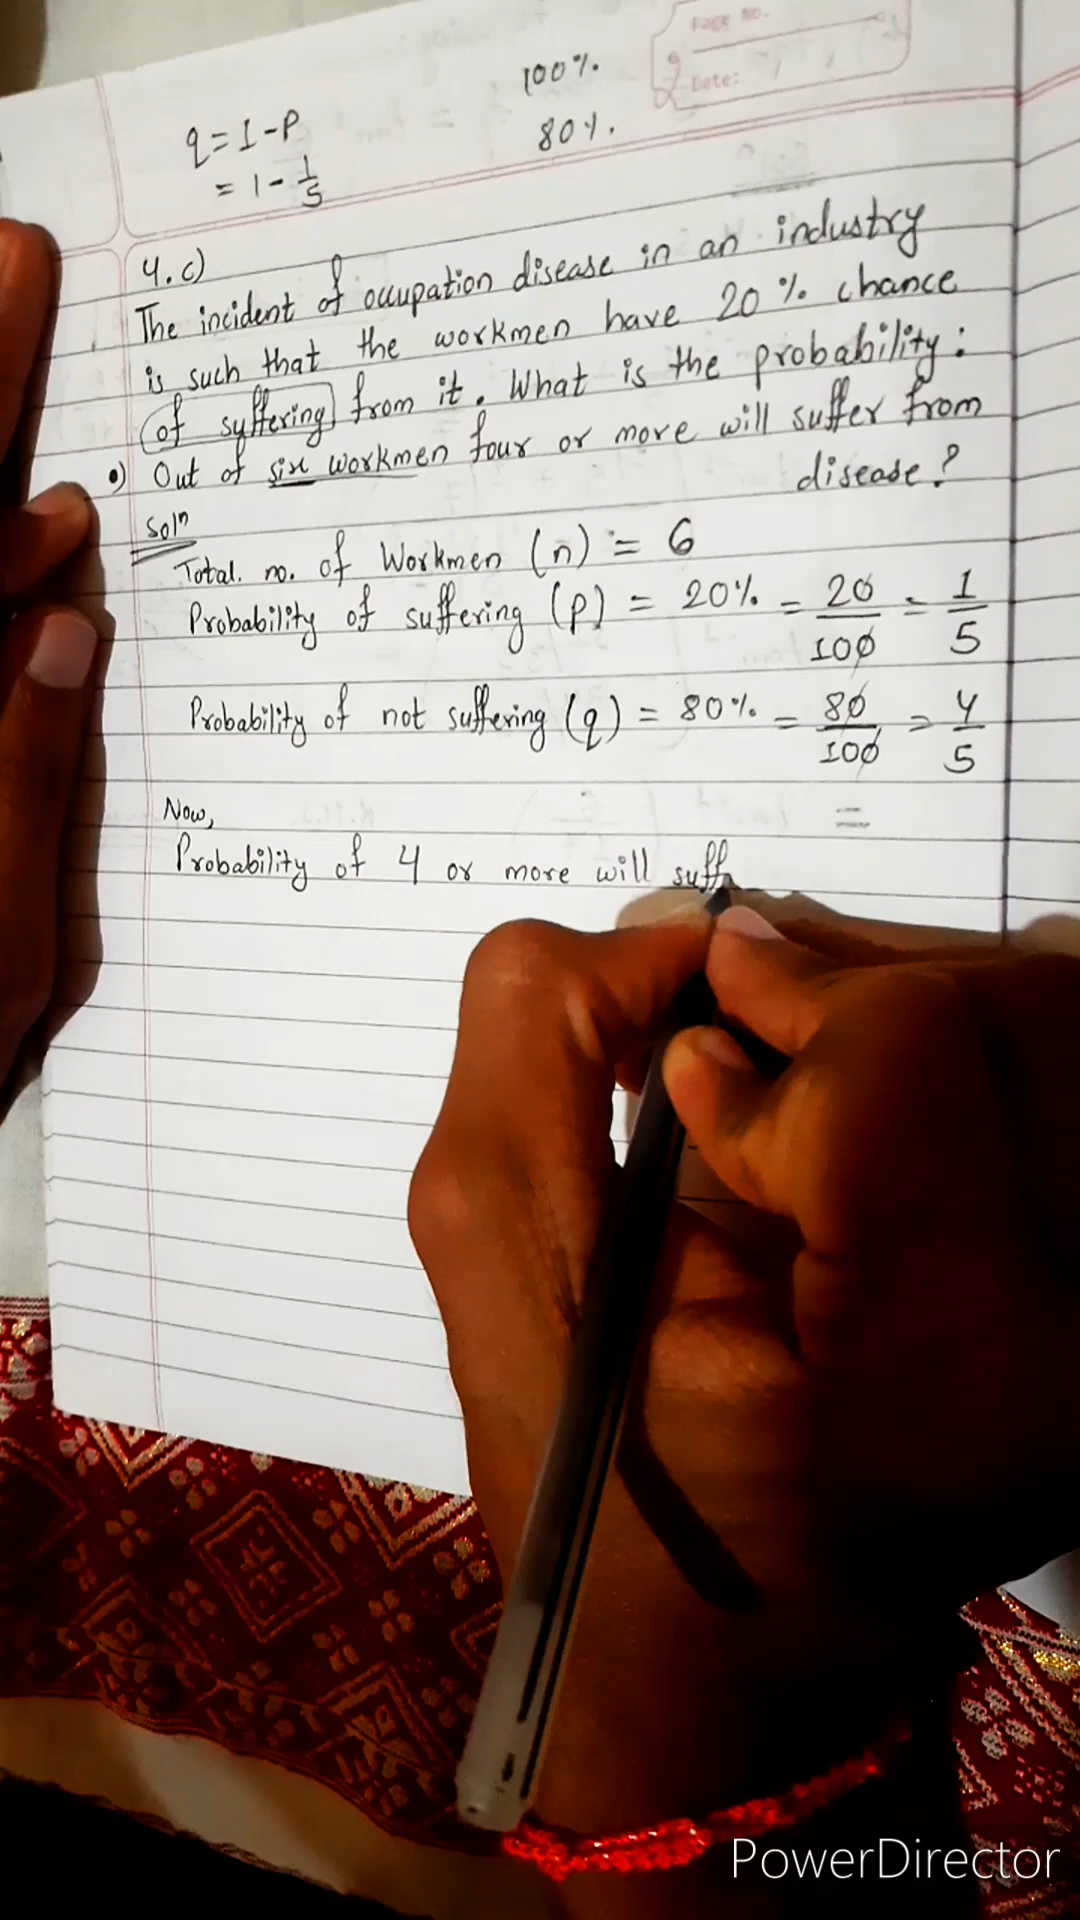 Page No.
Date:
100%.
80%.
q = 1 - P
= 1 - 1/5
4.c)
The incident of occupation disease in an industry
is such that the workmen have 20% chance
of suffering from it. What is the probability:
•) Out of six workmen four or more will suffer from
disease?
Soln
Total. no. of Workmen (n) = 6
Probability of suffering (p) = 20% = 20/100 = 1/5
Probability of not suffering (q) = 80% = 80/100 = 4/5
Now,
Probability of 4 or more will suff
PowerDirector